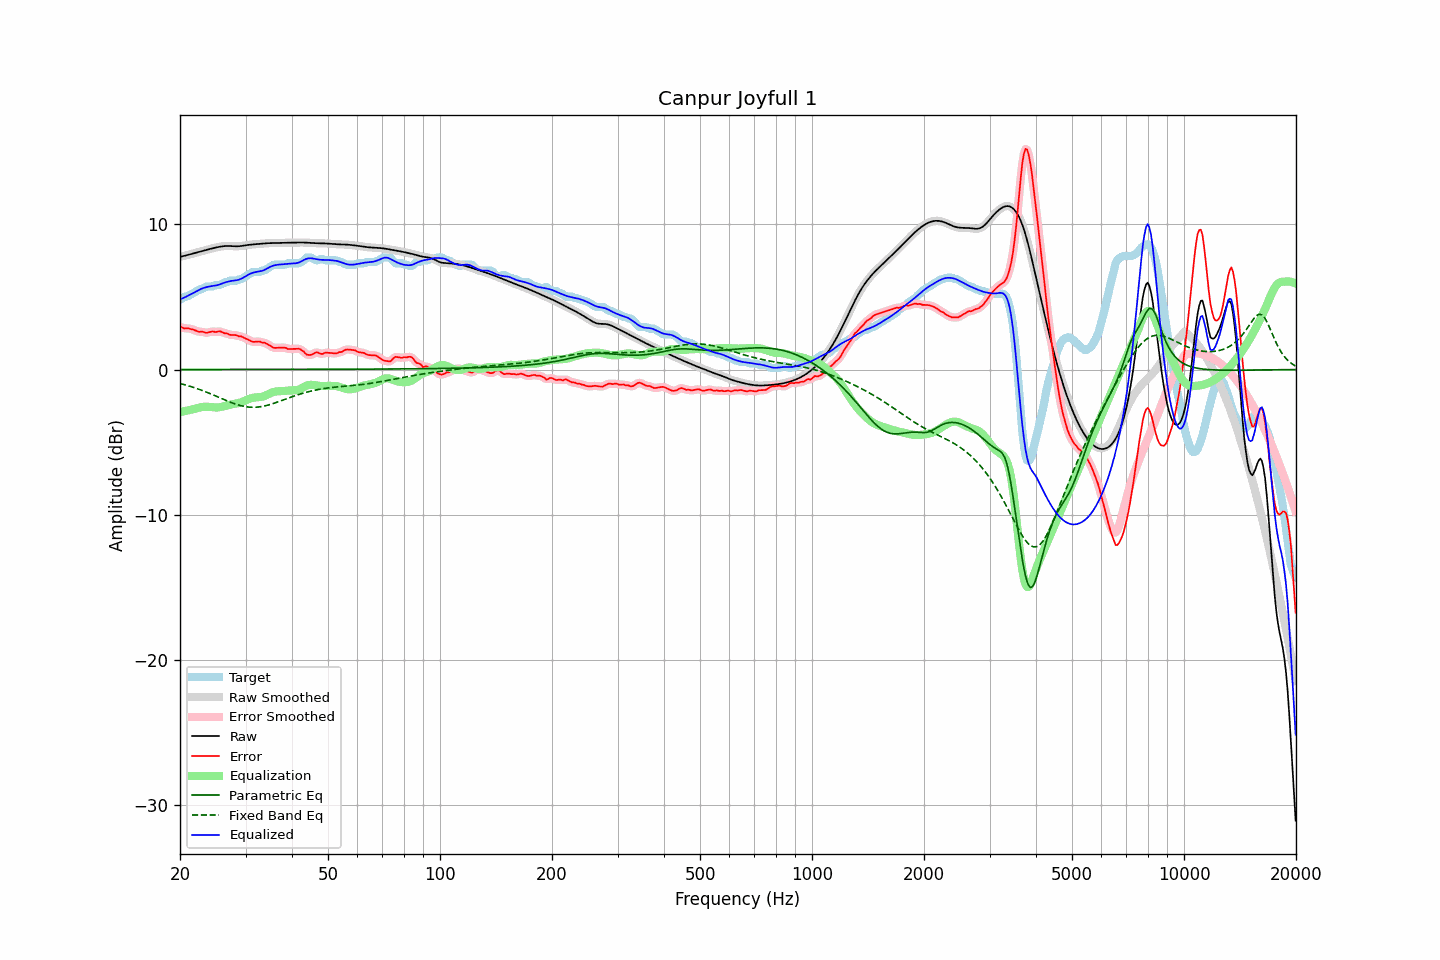 Canpur Joyfull 1
Amplitude (dBr)
10
0
−10
−20
−30
Target
Raw Smoothed
Error Smoothed
Raw
Error
Equalization
Parametric Eq
Fixed Band Eq
Equalized
20 50 100 200 500 1000 2000 5000 10000 20000
Frequency (Hz)